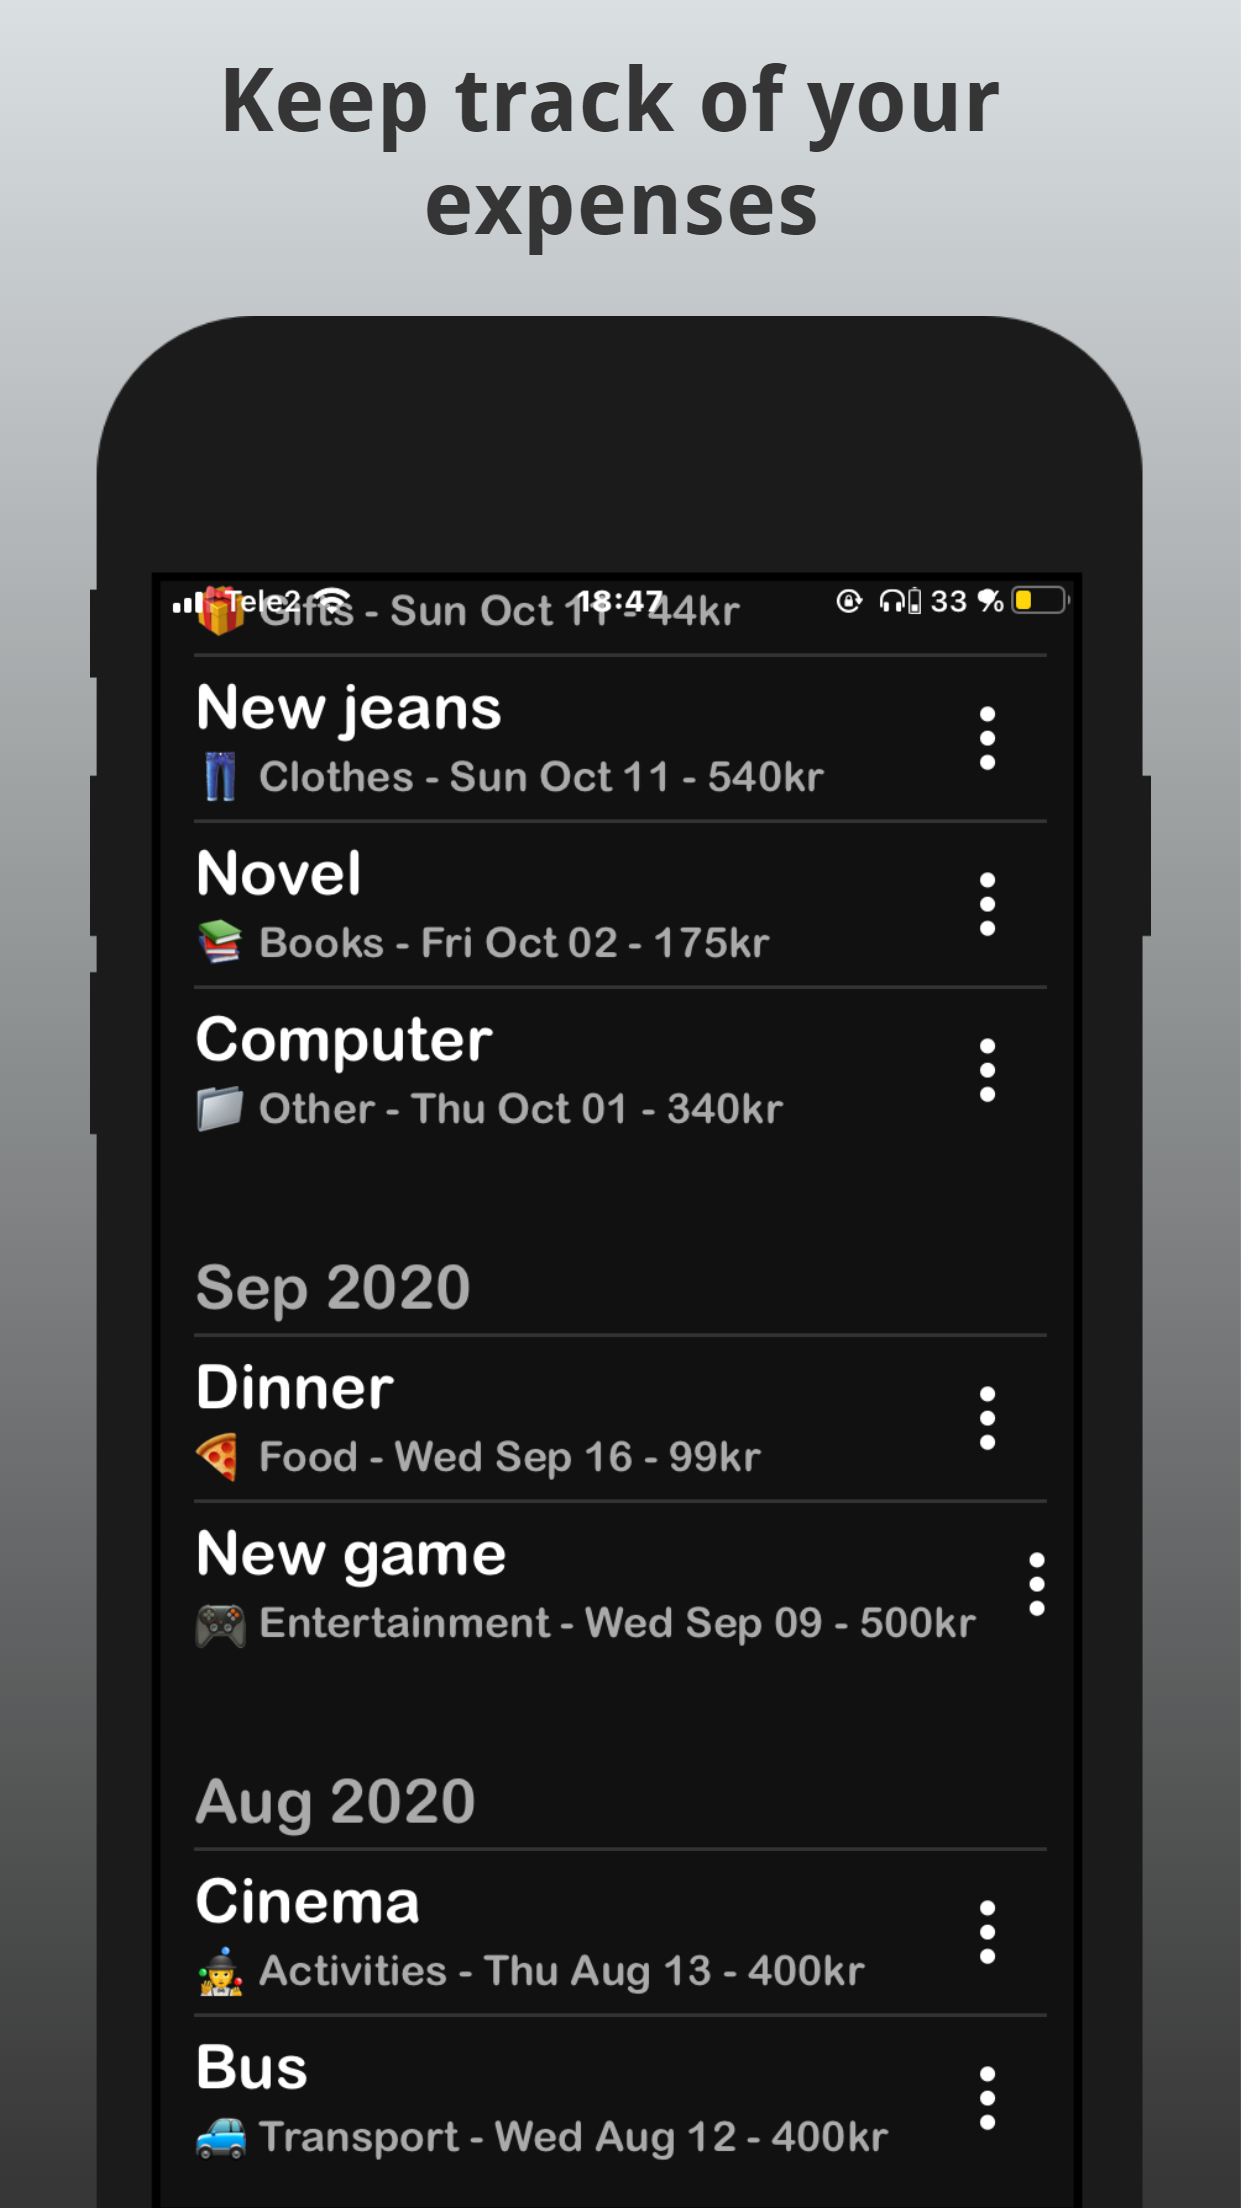 Keep track of your
expenses
Tele2 18:47 33 %
Gifts - Sun Oct 11 - 44kr
New jeans
Clothes - Sun Oct 11 - 540kr
Novel
Books - Fri Oct 02 - 175kr
Computer
Other - Thu Oct 01 - 340kr
Sep 2020
Dinner
Food - Wed Sep 16 - 99kr
New game
Entertainment - Wed Sep 09 - 500kr
Aug 2020
Cinema
Activities - Thu Aug 13 - 400kr
Bus
Transport - Wed Aug 12 - 400kr